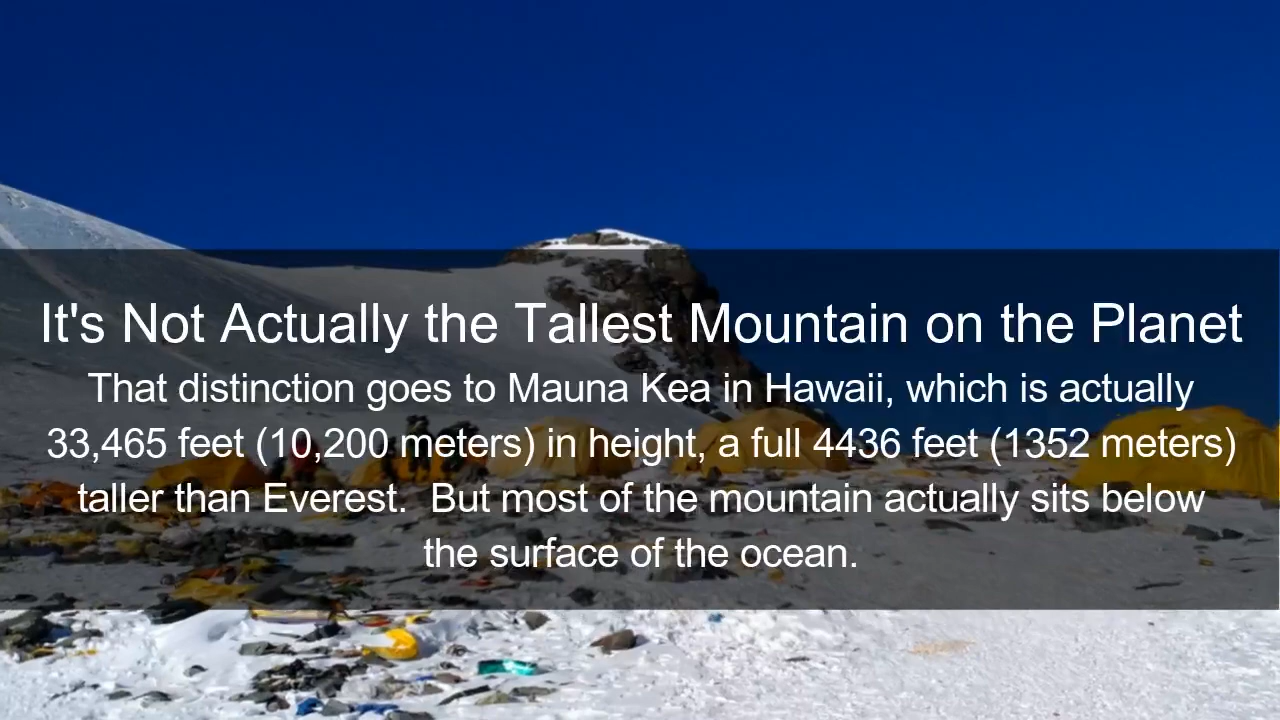 It's Not Actually the Tallest Mountain on the Planet
That distinction goes to Mauna Kea in Hawaii, which is actually
33,465 feet (10,200 meters) in height, a full 4436 feet (1352 meters)
taller than Everest.  But most of the mountain actually sits below
the surface of the ocean.